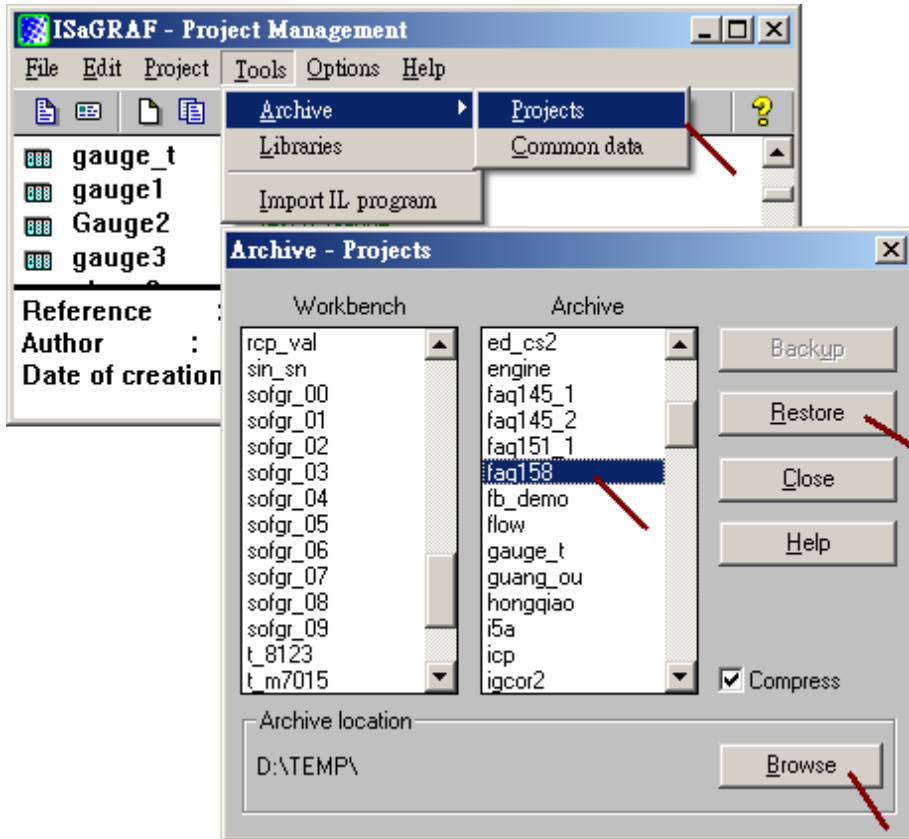 ISaGRAF - Project Management
File Edit Project Tools Options Help
Archive
Libraries
Import IL program
Projects
Common data
gauge_t
gauge1
Gauge2
gauge3
Reference :
Author :
Date of creation
Archive - Projects
Workbench
rcp_val
sin_sn
sofgr_00
sofgr_01
sofgr_02
sofgr_03
sofgr_04
sofgr_05
sofgr_06
sofgr_07
sofgr_08
sofgr_09
t_8123
t_m7015
Archive
ed_cs2
engine
faq145_1
faq145_2
faq151_1
faq158
fb_demo
flow
gauge_t
guang_ou
hongqiao
i5a
icp
igcor2
Backup
Restore
Close
Help
Compress
Archive location
D:\TEMP\
Browse